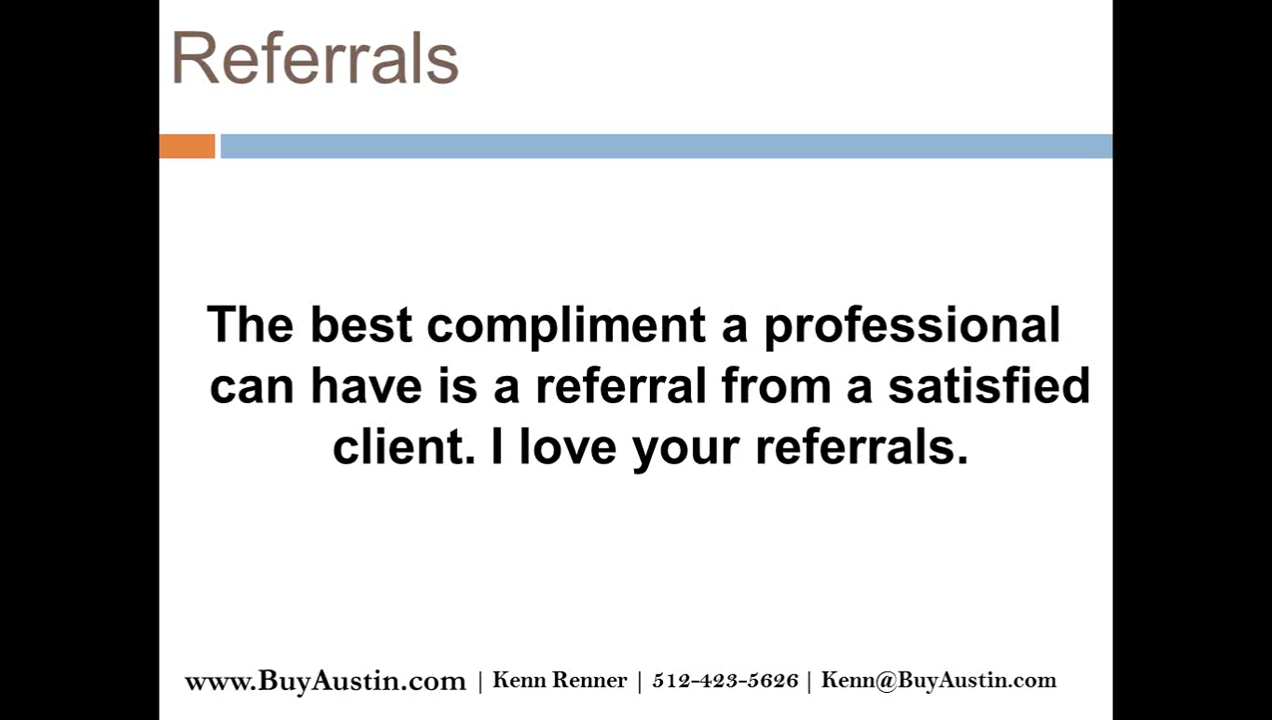 Referrals
The best compliment a professional
can have is a referral from a satisfied
client. I love your referrals.
www.BuyAustin.com | Kenn Renner | 512-423-5626 | Kenn@BuyAustin.com